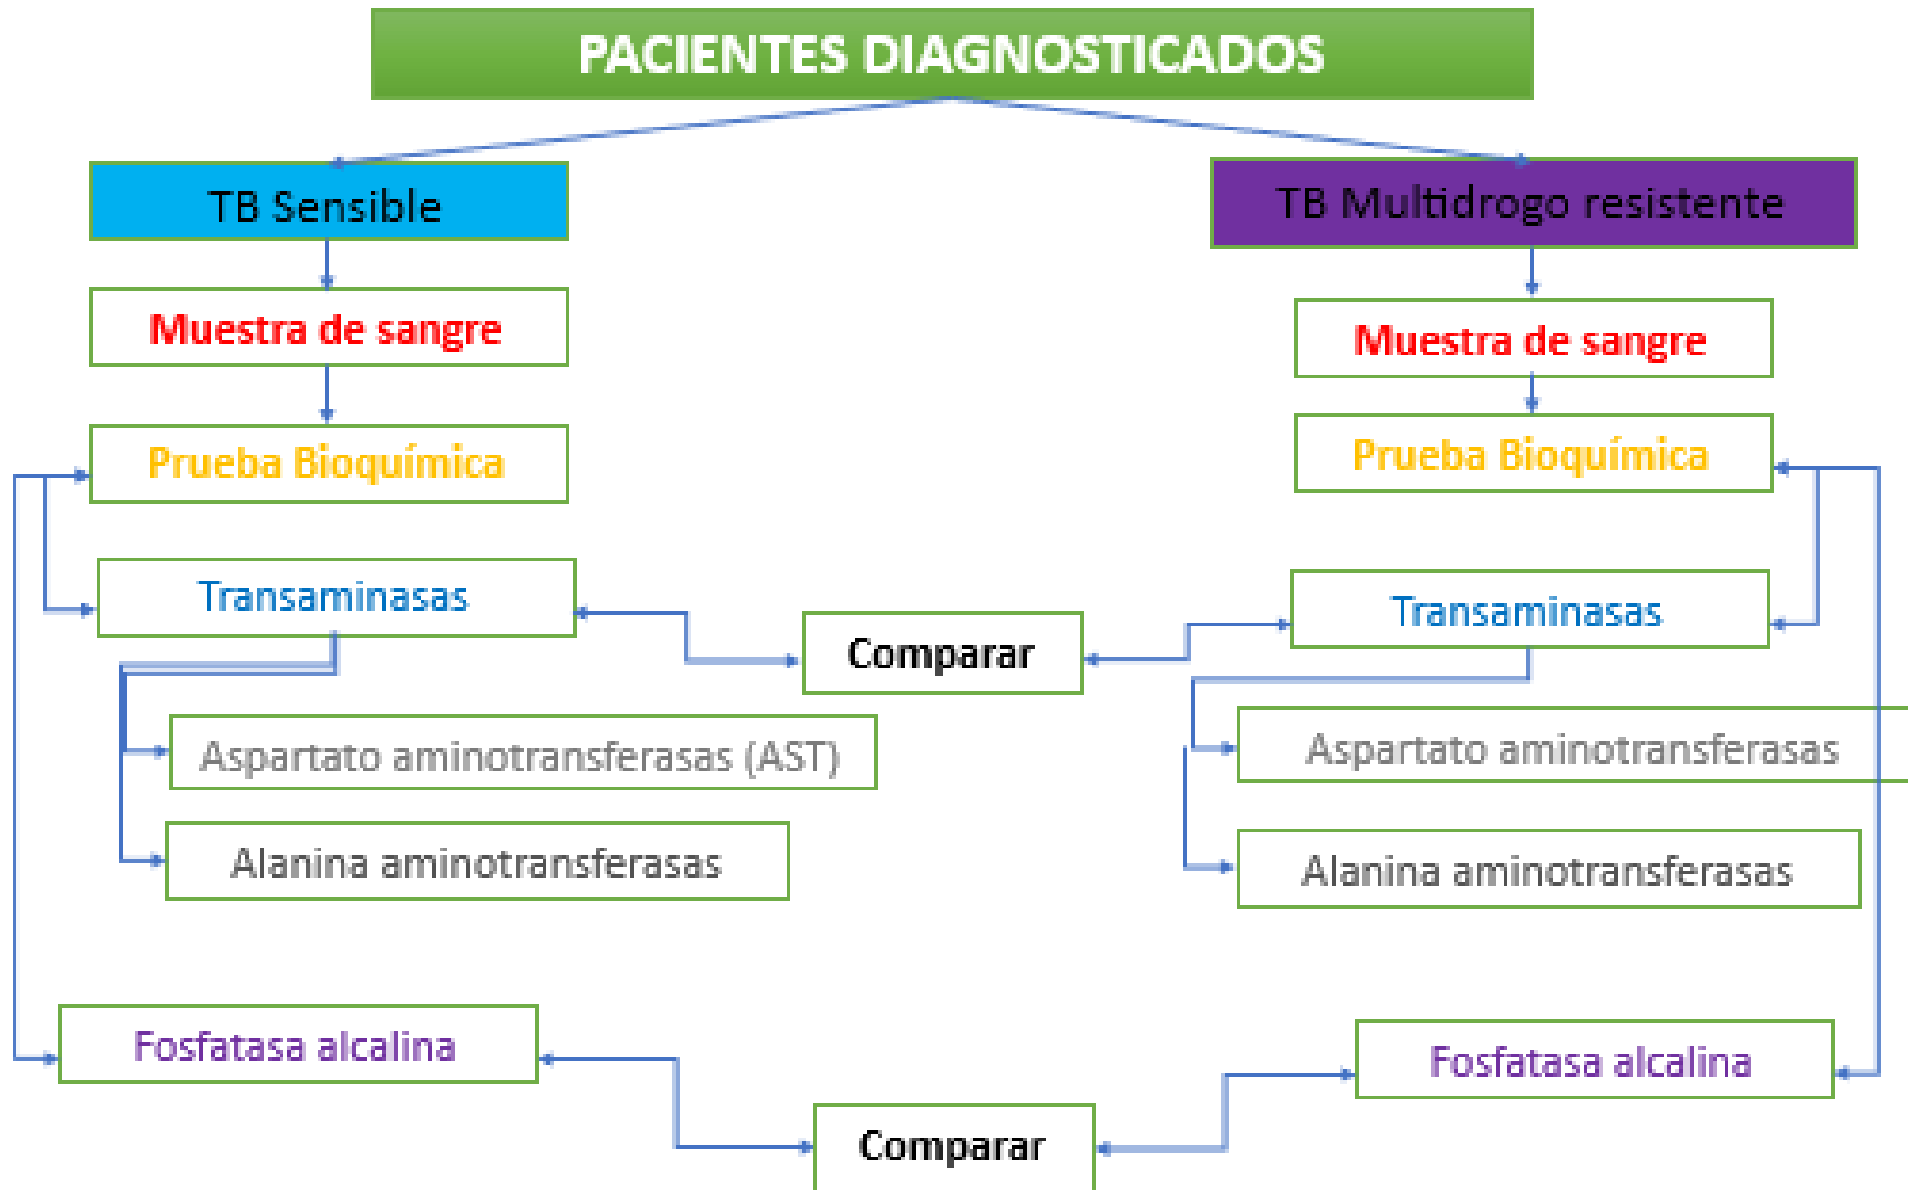 PACIENTES DIAGNOSTICADOS
TB Sensible
TB Multidrogo resistente
Muestra de sangre
Muestra de sangre
Prueba Bioquímica
Prueba Bioquímica
Transaminasas
Transaminasas
Comparar
Aspartato aminotransferasas (AST)
Aspartato aminotransferasas
Alanina aminotransferasas
Alanina aminotransferasas
Fosfatasa alcalina
Fosfatasa alcalina
Comparar